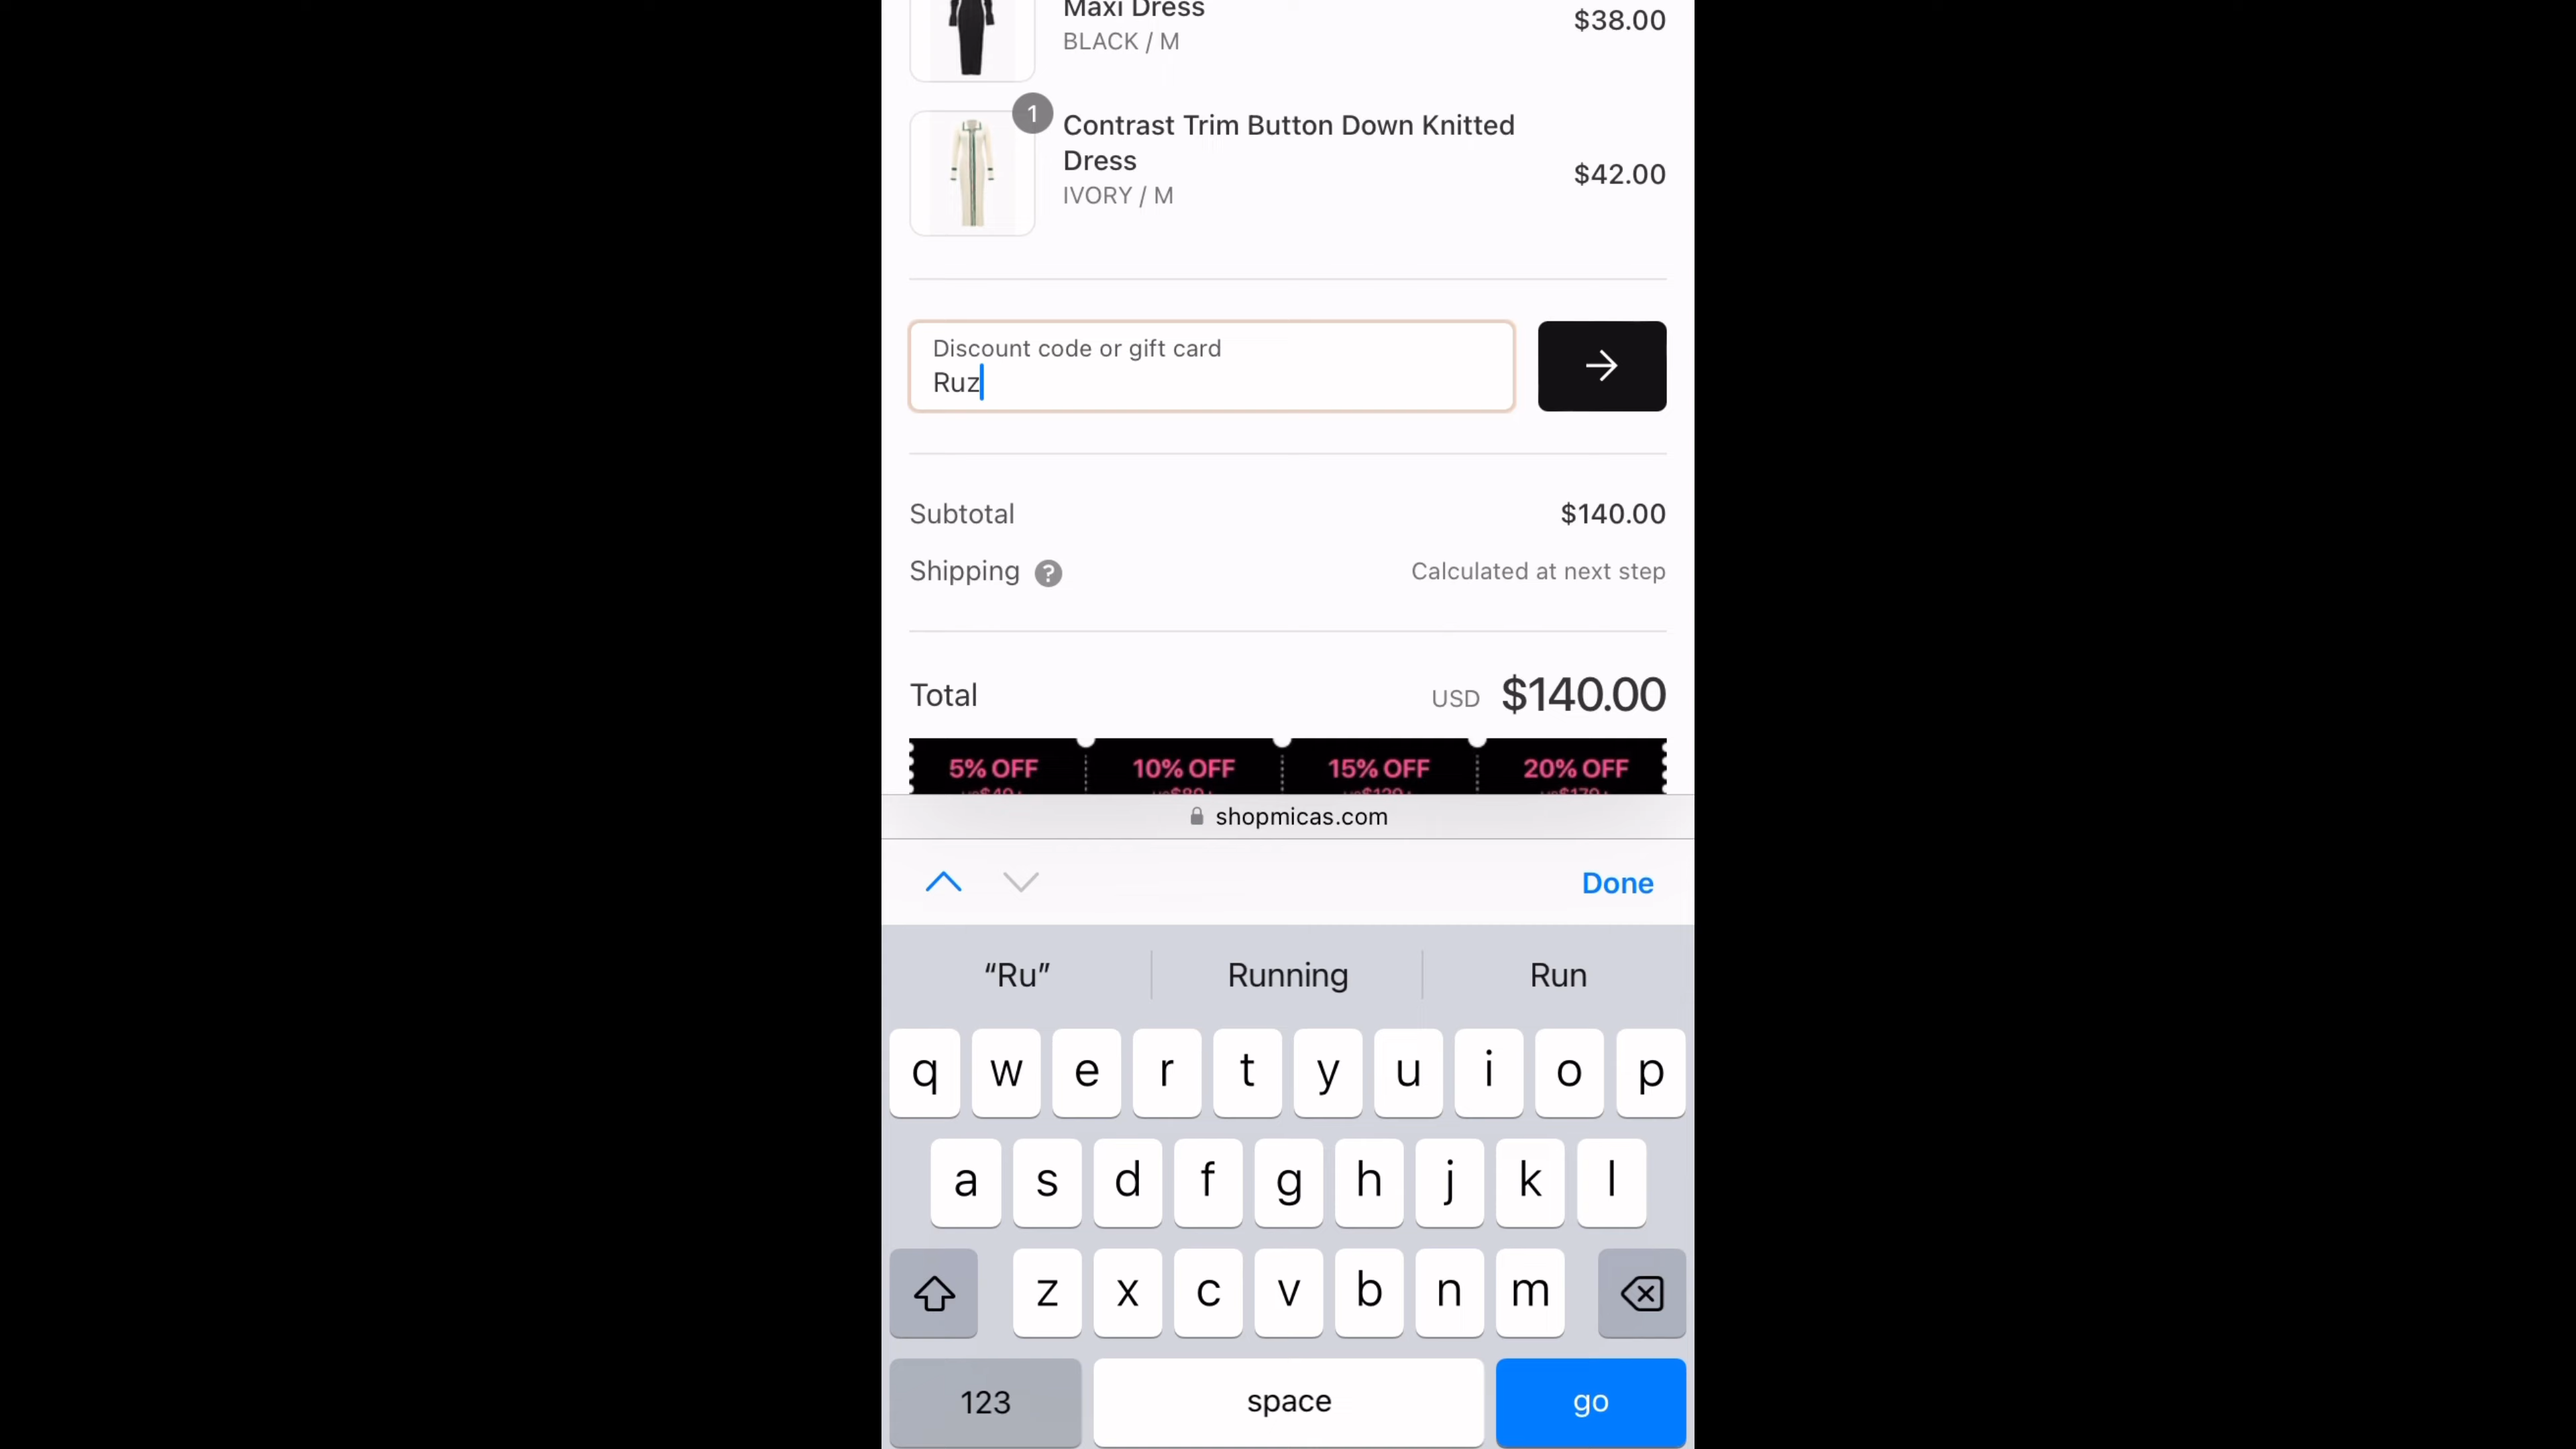 Maxi Dress
$38.00
BLACK / M
1
Contrast Trim Button Down Knitted
Dress
$42.00
IVORY / M
Discount code or gift card
Ruz
Subtotal $140.00
Shipping ? Calculated at next step
Total USD $140.00
5% OFF 10% OFF 15% OFF 20% OFF
shopmicas.com
Done
“Ru” Running Run
q w e r t y u i o p
a s d f g h j k l
z x c v b n m
123 space go